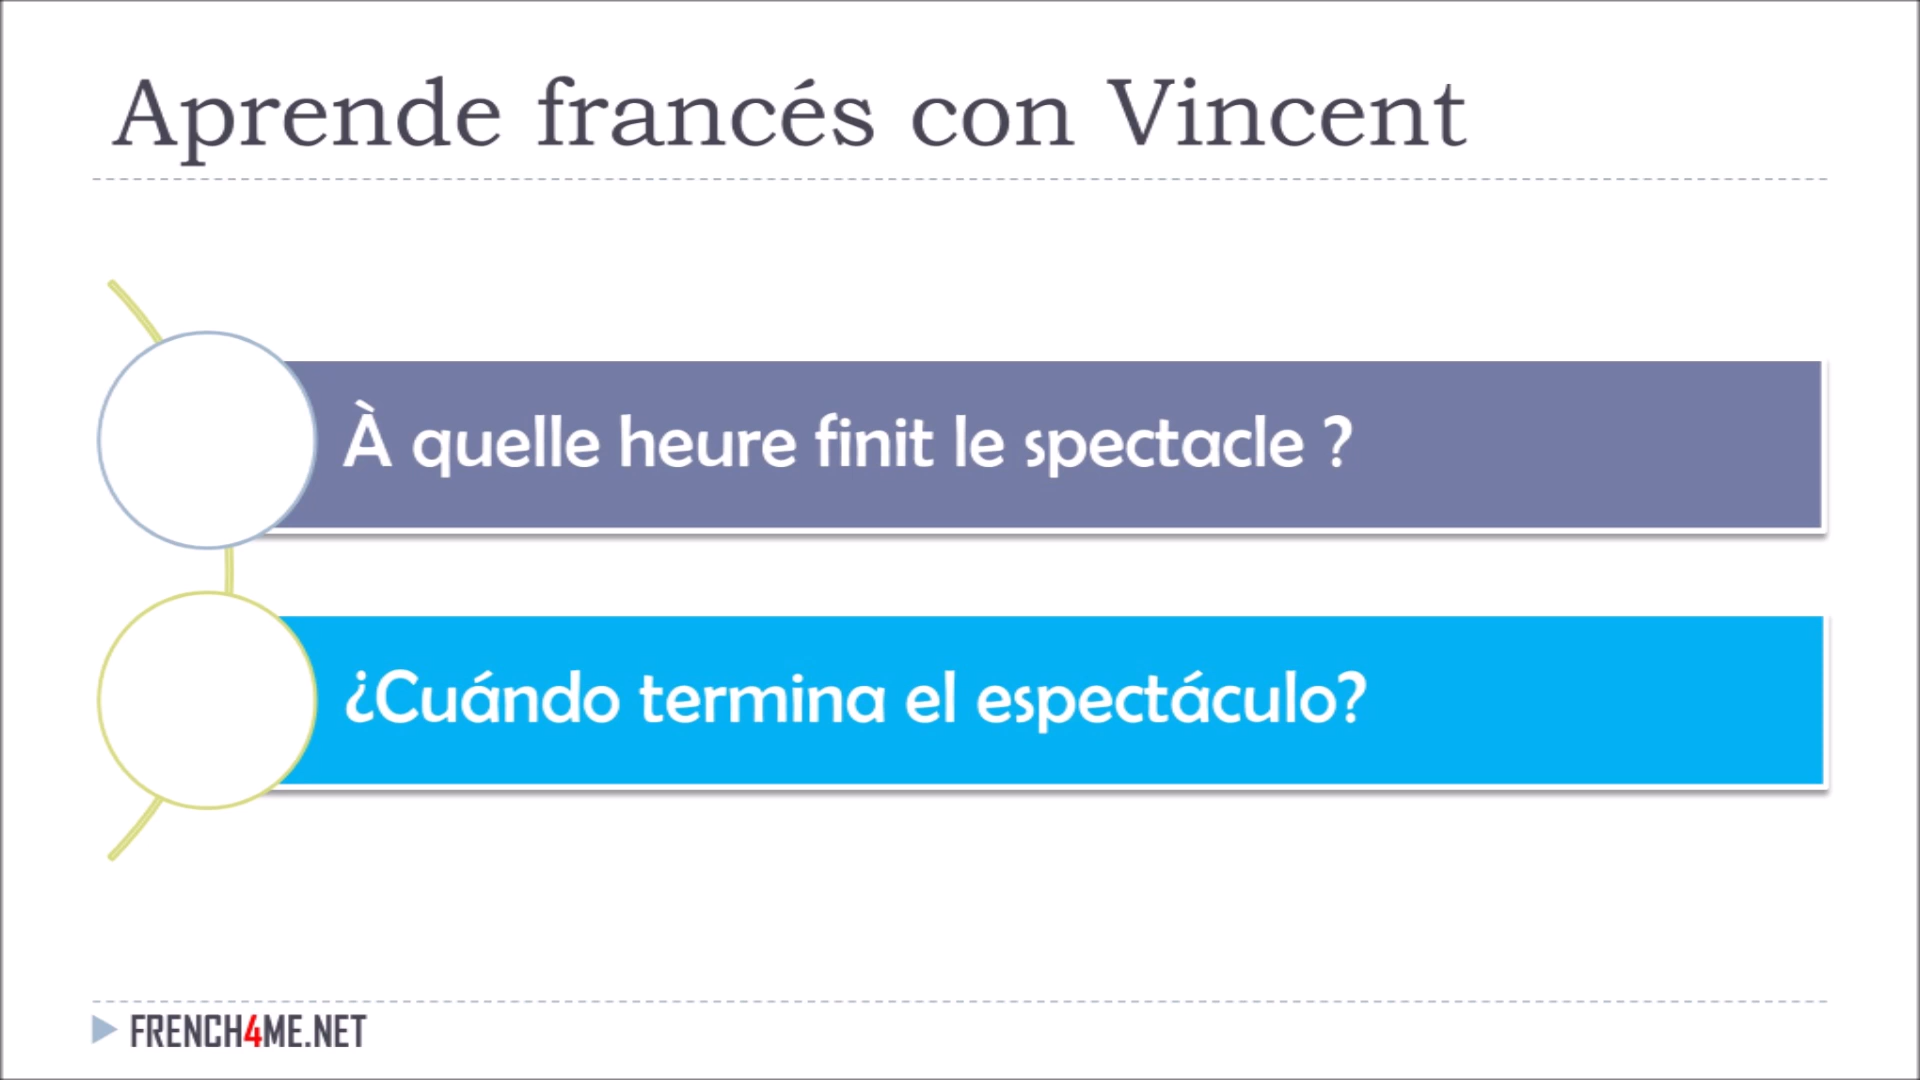 Aprende francés con Vincent
À quelle heure finit le spectacle ?
¿Cuándo termina el espectáculo?
FRENCH4ME.NET